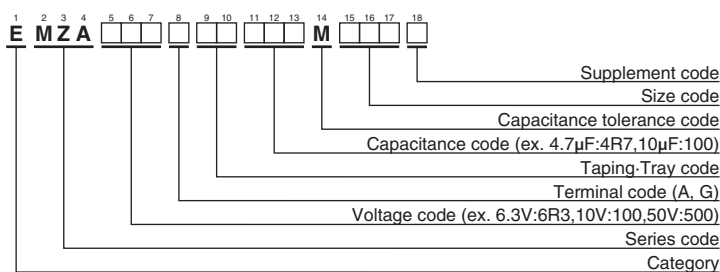 1 2 3 4 5 6 7 8 9 10 11 12 13 14 15 16 17 18
E M Z A M
Supplement code
Size code
Capacitance tolerance code
Capacitance code (ex. 4.7µF:4R7,10µF:100)
Taping·Tray code
Terminal code (A, G)
Voltage code (ex. 6.3V:6R3,10V:100,50V:500)
Series code
Category